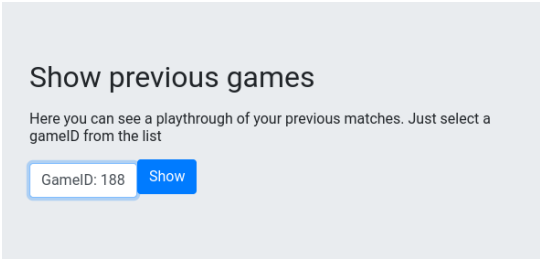 Show previous games
Here you can see a playthrough of your previous matches. Just select a
gameID from the list
GameID: 188 Show